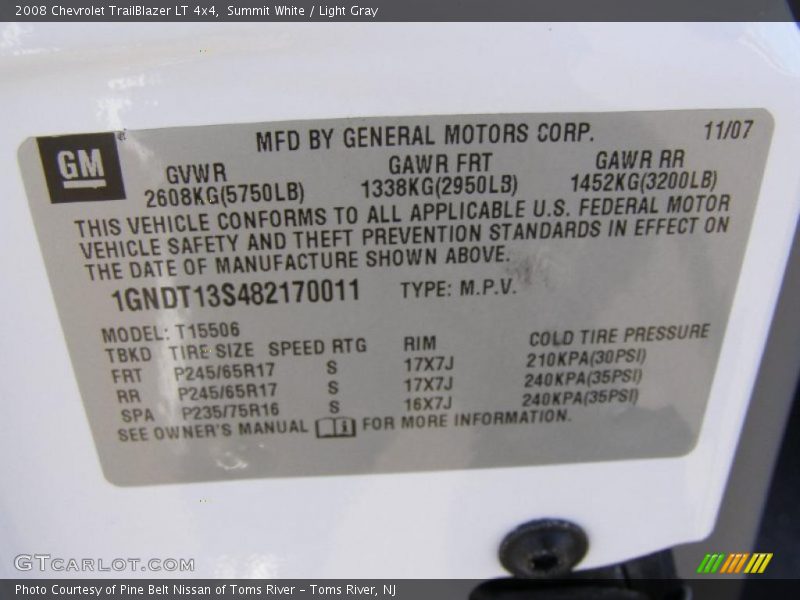 2008 Chevrolet TrailBlazer LT 4x4, Summit White / Light Gray
GM
MFD BY GENERAL MOTORS CORP. 11/07
GVWR GAWR FRT GAWR RR
2608KG(5750LB) 1338KG(2950LB) 1452KG(3200LB)
THIS VEHICLE CONFORMS TO ALL APPLICABLE U.S. FEDERAL MOTOR
VEHICLE SAFETY AND THEFT PREVENTION STANDARDS IN EFFECT ON
THE DATE OF MANUFACTURE SHOWN ABOVE.
1GNDT13S482170011 TYPE: M.P.V.
MODEL: T15506
TBKD TIRE SIZE SPEED RTG RIM COLD TIRE PRESSURE
FRT P245/65R17 S 17X7J 210KPA(30PSI)
RR P245/65R17 S 17X7J 240KPA(35PSI)
SPA P235/75R16 S 16X7J 240KPA(35PSI)
SEE OWNER'S MANUAL FOR MORE INFORMATION.
GTCARLOT.COM
Photo Courtesy of Pine Belt Nissan of Toms River – Toms River, NJ